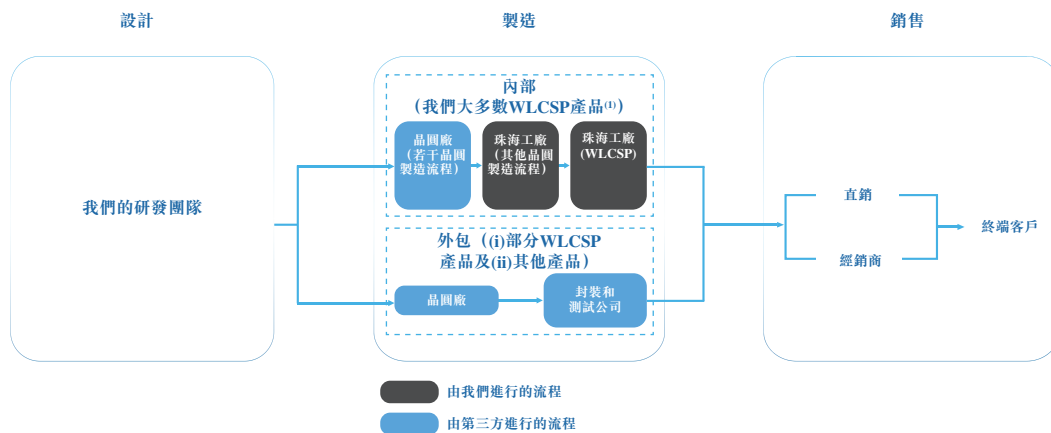 設計
製造
銷售
我們的研發團隊
內部
（我們大多數WLCSP產品(1)）
晶圓廠
（若干晶圓
製造流程）
珠海工廠
（其他晶圓
製造流程）
珠海工廠
(WLCSP)
外包（(i)部分WLCSP
產品及(ii)其他產品）
晶圓廠
封裝和
測試公司
直銷
經銷商
終端客戶
由我們進行的流程
由第三方進行的流程